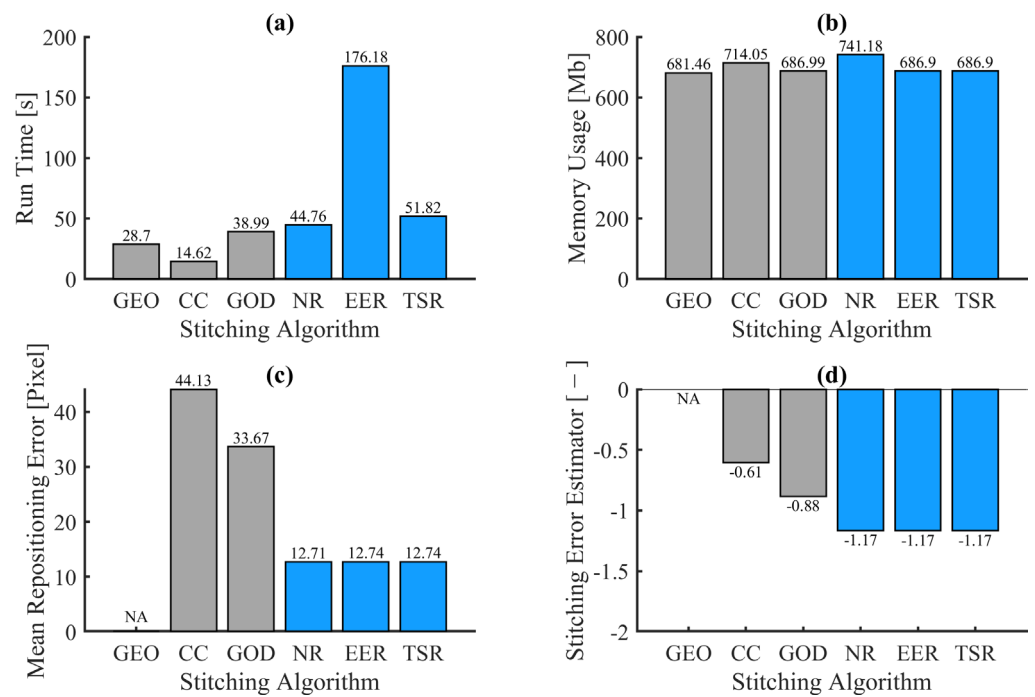 (a)
Run Time [s]
200
150
100
50
0
28.7
14.62
38.99
44.76
176.18
51.82
GEO CC GOD NR EER TSR
Stitching Algorithm
(b)
Memory Usage [Mb]
800
600
400
200
0
681.46
714.05
686.99
741.18
686.9
686.9
GEO CC GOD NR EER TSR
Stitching Algorithm
(c)
Mean Repositioning Error [Pixel]
40
30
20
10
0
NA
44.13
33.67
12.71
12.74
12.74
GEO CC GOD NR EER TSR
Stitching Algorithm
(d)
Stitching Error Estimator [−]
0
-0.5
-1
-1.5
-2
NA
-0.61
-0.88
-1.17
-1.17
-1.17
GEO CC GOD NR EER TSR
Stitching Algorithm